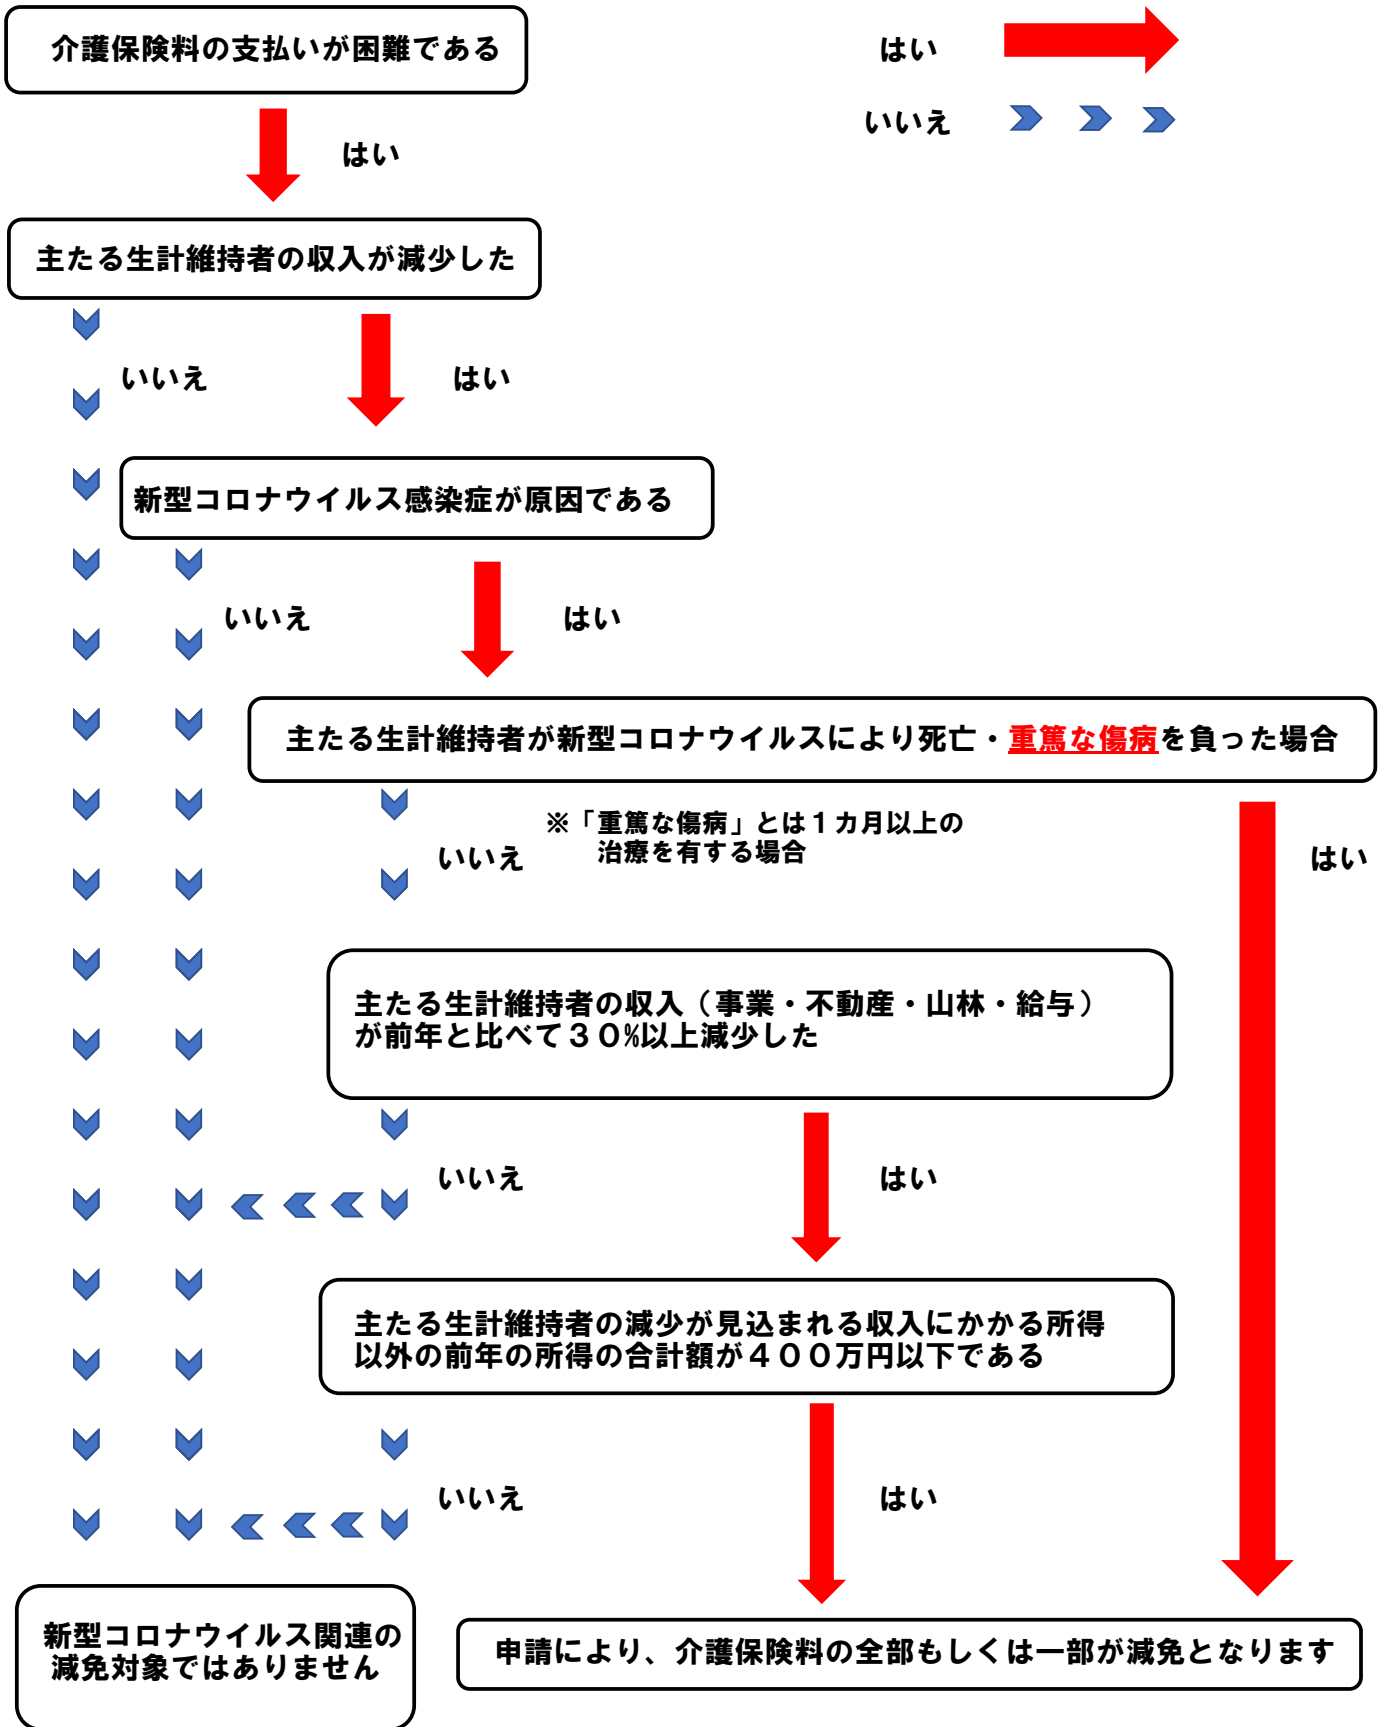 介護保険料の支払いが困難である
はい
いいえ
はい
主たる生計維持者の収入が減少した
いいえ
はい
新型コロナウイルス感染症が原因である
いいえ
はい
主たる生計維持者が新型コロナウイルスにより死亡・重篤な傷病を負った場合
※「重篤な傷病」とは１カ月以上の
治療を有する場合
いいえ
はい
主たる生計維持者の収入（事業・不動産・山林・給与）
が前年と比べて３０%以上減少した
いいえ
はい
主たる生計維持者の減少が見込まれる収入にかかる所得
以外の前年の所得の合計額が４００万円以下である
いいえ
はい
新型コロナウイルス関連の
減免対象ではありません
申請により、介護保険料の全部もしくは一部が減免となります